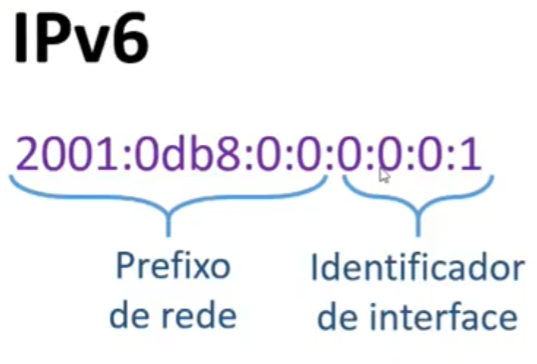 IPv6
2001:0db8:0:0:0:0:0:1
Prefixo
de rede
Identificador
de interface